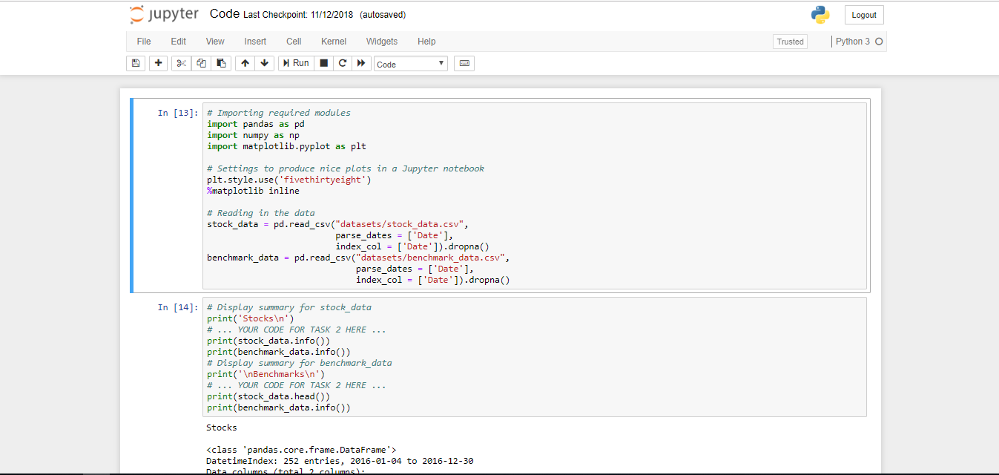 jupyter Code Last Checkpoint: 11/12/2018 (autosaved) Logout
File Edit View Insert Cell Kernel Widgets Help Trusted Python 3
Run Code
In [13]: # Importing required modules
import pandas as pd
import numpy as np
import matplotlib.pyplot as plt
# Settings to produce nice plots in a Jupyter notebook
plt.style.use('fivethirtyeight')
%matplotlib inline
# Reading in the data
stock_data = pd.read_csv("datasets/stock_data.csv",
parse_dates = ['Date'],
index_col = ['Date']).dropna()
benchmark_data = pd.read_csv("datasets/benchmark_data.csv",
parse_dates = ['Date'],
index_col = ['Date']).dropna()
In [14]: # Display summary for stock_data
print('Stocks\n')
# ... YOUR CODE FOR TASK 2 HERE ...
print(stock_data.info())
print(benchmark_data.info())
# Display summary for benchmark_data
print('\nBenchmarks\n')
# ... YOUR CODE FOR TASK 2 HERE ...
print(stock_data.head())
print(benchmark_data.info())
Stocks
<class 'pandas.core.frame.DataFrame'>
DatetimeIndex: 252 entries, 2016-01-04 to 2016-12-30
Data columns (total 2 columns):